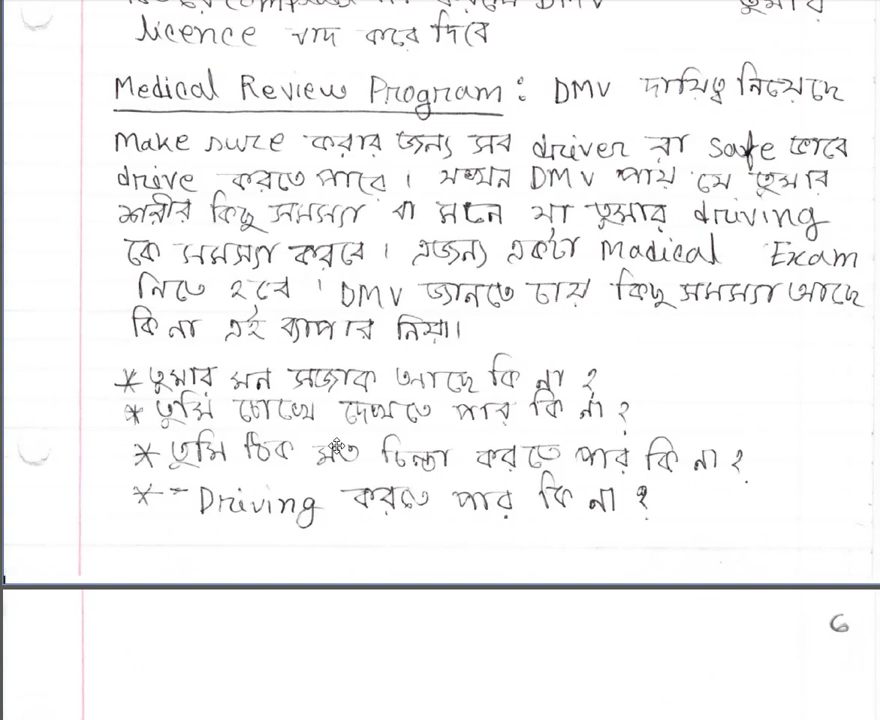 licence বাদ করে দিবে
Medical Review Program : DMV দায়িত্ব নিয়েছে
Make sure করার জন্য সব driver রা safe ভাবে
drive করতে পারে। যখন DMV পায় যে তুমার
শরীর কিছু সমস্যা বা মনে যা তুমার driving
কে সমস্যা করবে। এজন্য একটা Madical Exam
নিতে হবে। DMV জানতে চায় কিছু সমস্যা আছে
কি না এই ব্যাপার নিয়া।
* তুমার মন সজাক আছে কি না?
* তুমি চোখে দেখতে পার কি না?
* তুমি ঠিক মত চিন্তা করতে পার কি না?
* - Driving করতে পার কি না?
6